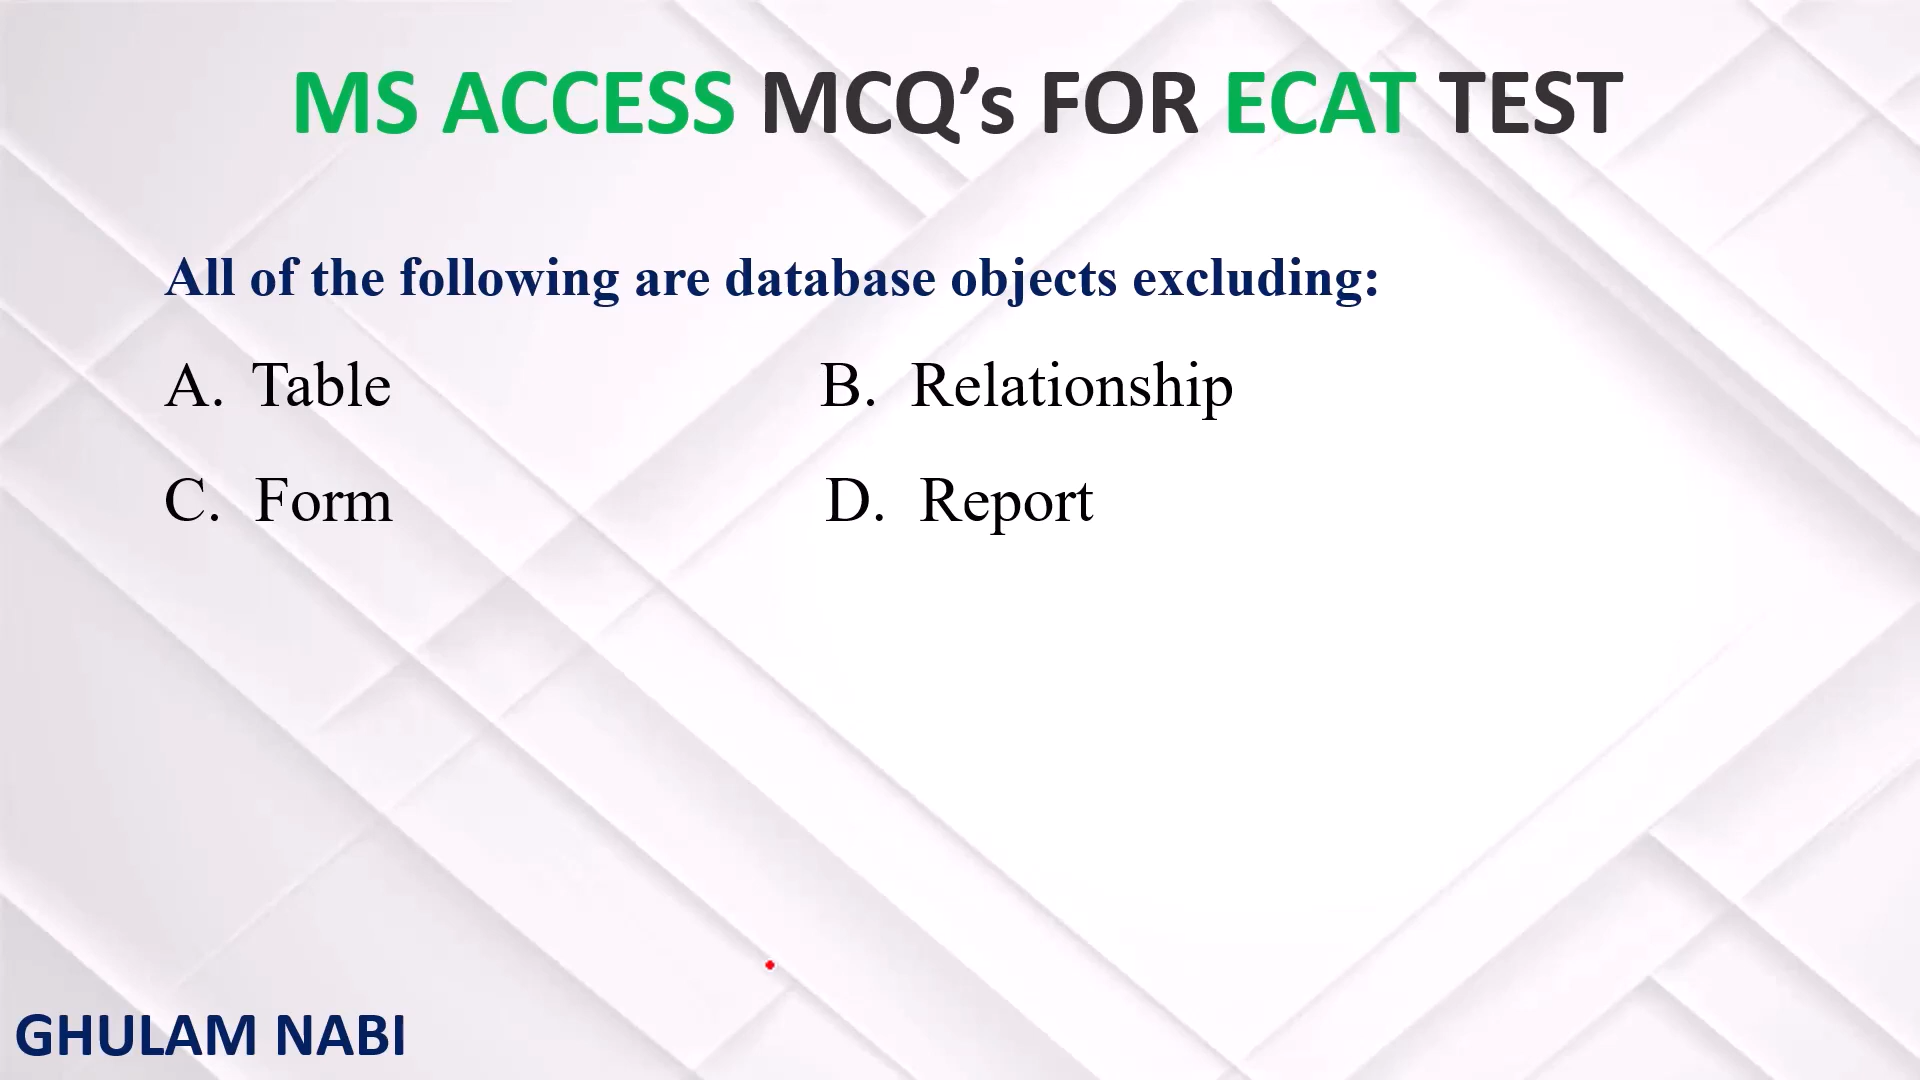 MS ACCESS MCQ’s FOR ECAT TEST
All of the following are database objects excluding:
A. Table B. Relationship
C. Form D. Report
GHULAM NABI